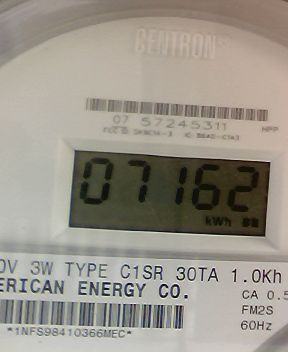 CENTRON
07 57245311
HPP
07162
kWh
0V 3W TYPE C1SR 30TA 1.0Kh
ERICAN ENERGY CO.
CA 0.5
FM2S
60Hz
*1NFS98410366MEC*